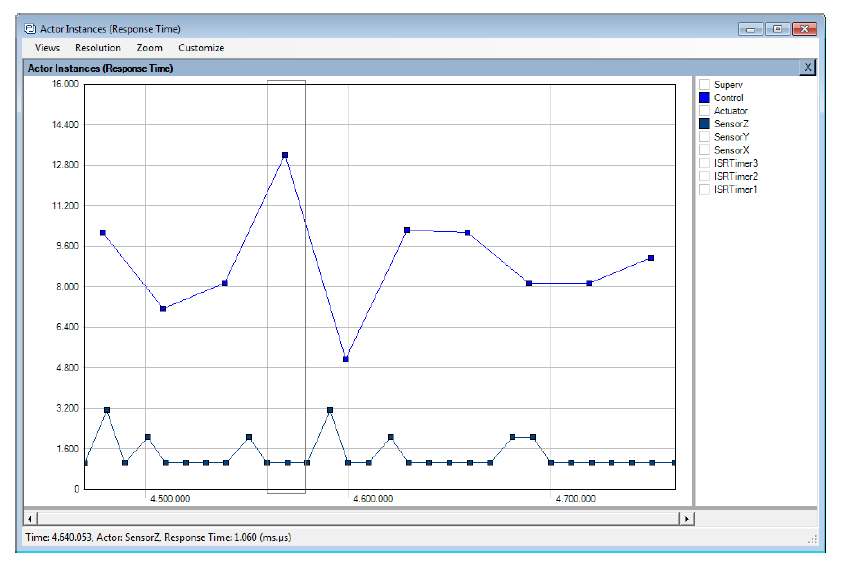 Actor Instances (Response Time)
Views Resolution Zoom Customize
Actor Instances (Response Time) X
16.000
14.400
12.800
11.200
9.600
8.000
6.400
4.800
3.200
1.600
0
4.500.000 4.600.000 4.700.000
Superv
Control
Actuator
SensorZ
SensorY
SensorX
ISRTimer3
ISRTimer2
ISRTimer1
Time: 4.640.053, Actor: SensorZ, Response Time: 1.060 (ms.µs)